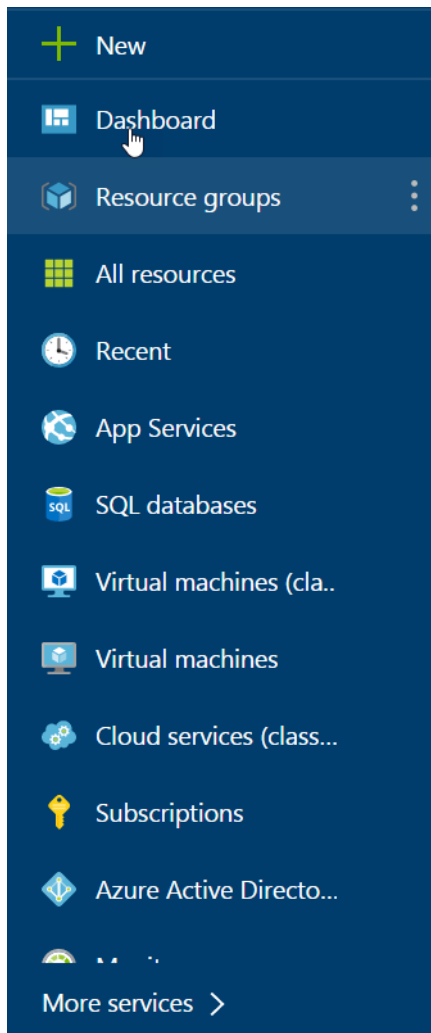 New
Dashboard
Resource groups
All resources
Recent
App Services
SQL
SQL databases
Virtual machines (cla..
Virtual machines
Cloud services (class...
Subscriptions
Azure Active Directo...
More services